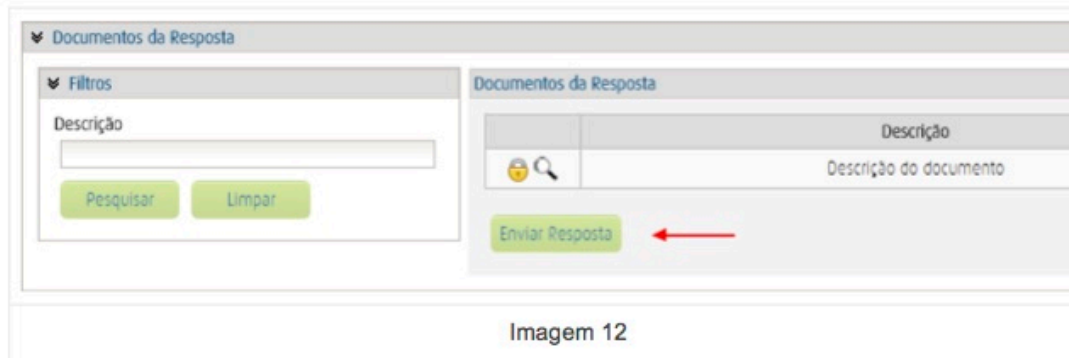 Documentos da Resposta
Filtros
Descrição
Pesquisar
Limpar
Documentos da Resposta
Descrição
Descrição do documento
Enviar Resposta
Imagem 12